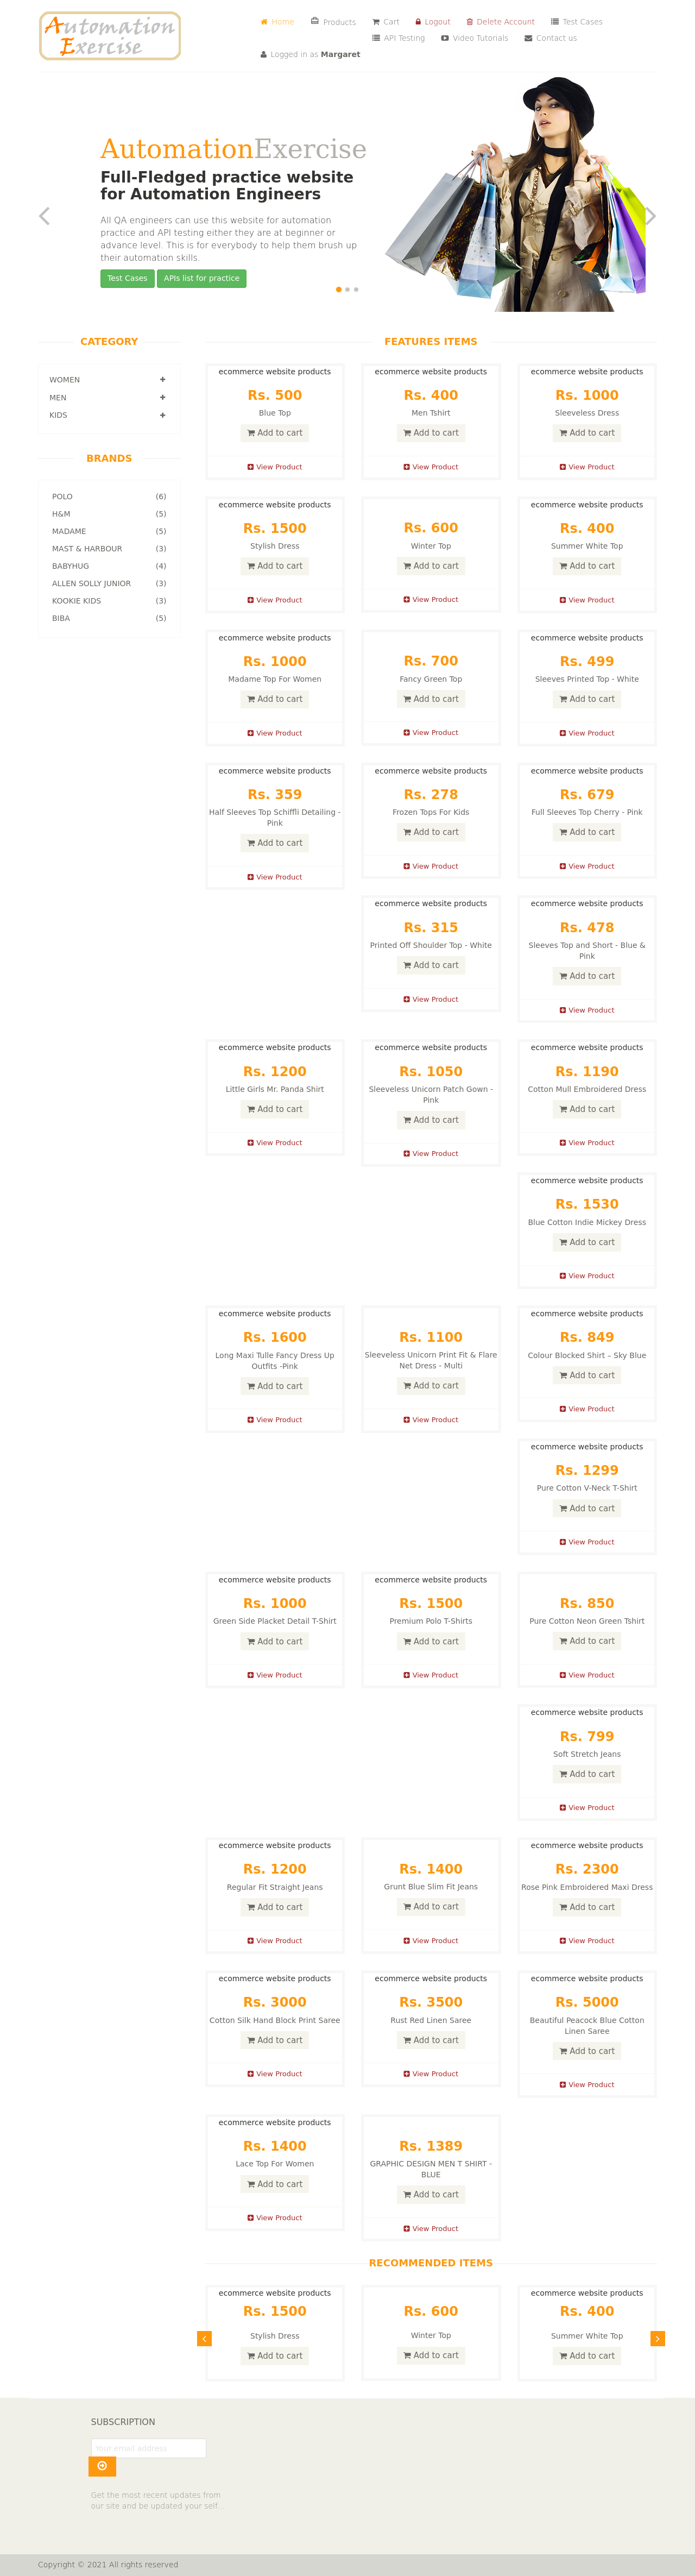 Automation
Exercise
Home
Products
Cart
Logout
Delete Account
Test Cases
API Testing
Video Tutorials
Contact us
Logged in as Margaret
AutomationExercise
Full-Fledged practice website
for Automation Engineers
All QA engineers can use this website for automation
practice and API testing either they are at beginner or
advance level. This is for everybody to help them brush up
their automation skills.
Test Cases
APIs list for practice
CATEGORY
WOMEN
MEN
KIDS
BRANDS
POLO (6)
H&M (5)
MADAME (5)
MAST & HARBOUR (3)
BABYHUG (4)
ALLEN SOLLY JUNIOR (3)
KOOKIE KIDS (3)
BIBA (5)
FEATURES ITEMS
ecommerce website products
Rs. 500
Blue Top
Add to cart
View Product
ecommerce website products
Rs. 400
Men Tshirt
Add to cart
View Product
ecommerce website products
Rs. 1000
Sleeveless Dress
Add to cart
View Product
ecommerce website products
Rs. 1500
Stylish Dress
Add to cart
View Product
Rs. 600
Winter Top
Add to cart
View Product
ecommerce website products
Rs. 400
Summer White Top
Add to cart
View Product
ecommerce website products
Rs. 1000
Madame Top For Women
Add to cart
View Product
Rs. 700
Fancy Green Top
Add to cart
View Product
ecommerce website products
Rs. 499
Sleeves Printed Top - White
Add to cart
View Product
ecommerce website products
Rs. 359
Half Sleeves Top Schiffli Detailing -
Pink
Add to cart
View Product
ecommerce website products
Rs. 278
Frozen Tops For Kids
Add to cart
View Product
ecommerce website products
Rs. 679
Full Sleeves Top Cherry - Pink
Add to cart
View Product
ecommerce website products
Rs. 315
Printed Off Shoulder Top - White
Add to cart
View Product
ecommerce website products
Rs. 478
Sleeves Top and Short - Blue &
Pink
Add to cart
View Product
ecommerce website products
Rs. 1200
Little Girls Mr. Panda Shirt
Add to cart
View Product
ecommerce website products
Rs. 1050
Sleeveless Unicorn Patch Gown -
Pink
Add to cart
View Product
ecommerce website products
Rs. 1190
Cotton Mull Embroidered Dress
Add to cart
View Product
ecommerce website products
Rs. 1530
Blue Cotton Indie Mickey Dress
Add to cart
View Product
ecommerce website products
Rs. 1600
Long Maxi Tulle Fancy Dress Up
Outfits -Pink
Add to cart
View Product
Rs. 1100
Sleeveless Unicorn Print Fit & Flare
Net Dress - Multi
Add to cart
View Product
ecommerce website products
Rs. 849
Colour Blocked Shirt – Sky Blue
Add to cart
View Product
ecommerce website products
Rs. 1299
Pure Cotton V-Neck T-Shirt
Add to cart
View Product
ecommerce website products
Rs. 1000
Green Side Placket Detail T-Shirt
Add to cart
View Product
ecommerce website products
Rs. 1500
Premium Polo T-Shirts
Add to cart
View Product
Rs. 850
Pure Cotton Neon Green Tshirt
Add to cart
View Product
ecommerce website products
Rs. 799
Soft Stretch Jeans
Add to cart
View Product
ecommerce website products
Rs. 1200
Regular Fit Straight Jeans
Add to cart
View Product
Rs. 1400
Grunt Blue Slim Fit Jeans
Add to cart
View Product
ecommerce website products
Rs. 2300
Rose Pink Embroidered Maxi Dress
Add to cart
View Product
ecommerce website products
Rs. 3000
Cotton Silk Hand Block Print Saree
Add to cart
View Product
ecommerce website products
Rs. 3500
Rust Red Linen Saree
Add to cart
View Product
ecommerce website products
Rs. 5000
Beautiful Peacock Blue Cotton
Linen Saree
Add to cart
View Product
ecommerce website products
Rs. 1400
Lace Top For Women
Add to cart
View Product
Rs. 1389
GRAPHIC DESIGN MEN T SHIRT -
BLUE
Add to cart
View Product
RECOMMENDED ITEMS
ecommerce website products
Rs. 1500
Stylish Dress
Add to cart
Rs. 600
Winter Top
Add to cart
ecommerce website products
Rs. 400
Summer White Top
Add to cart
SUBSCRIPTION
Your email address
Get the most recent updates from
our site and be updated your self...
Copyright © 2021 All rights reserved